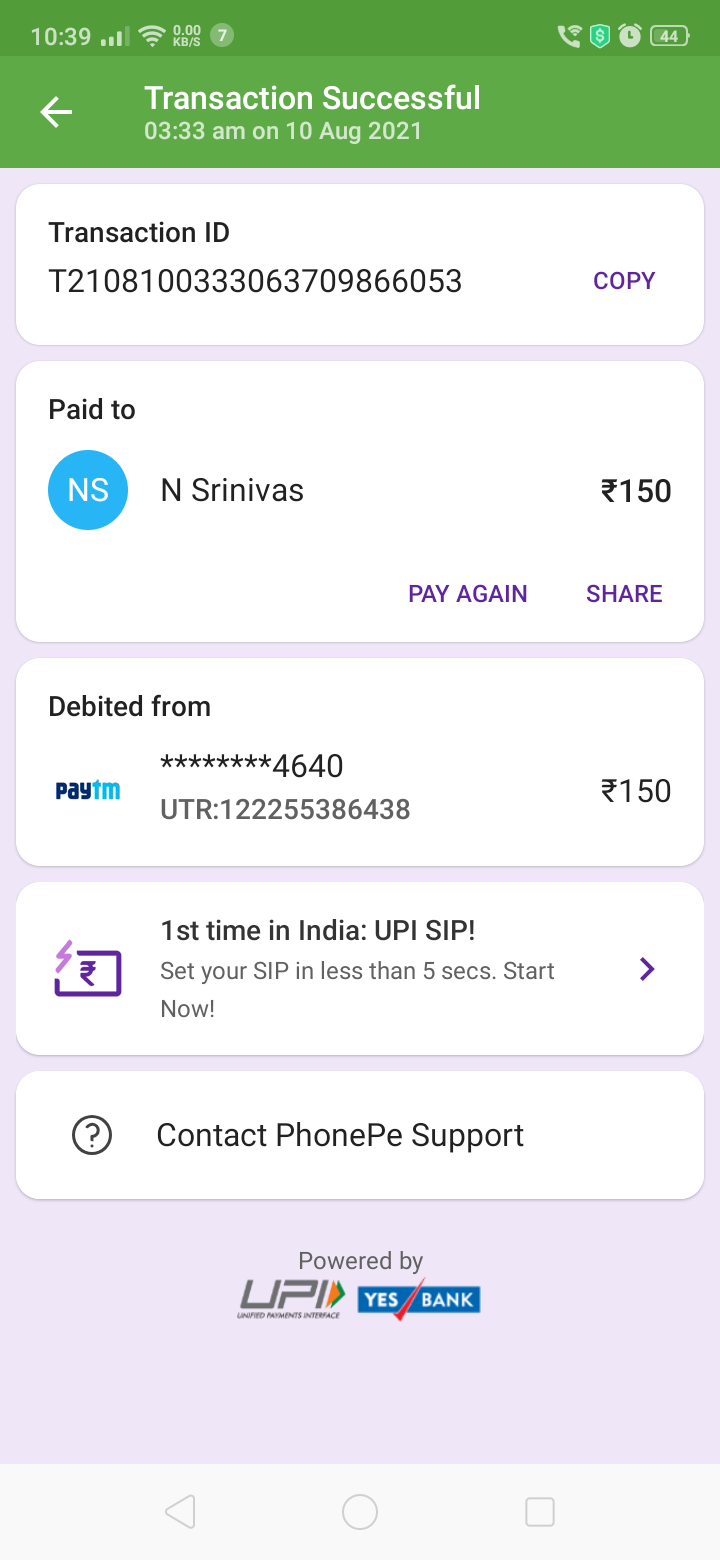 10:39 0.00 KB/S 7 44
Transaction Successful
03:33 am on 10 Aug 2021
Transaction ID
T2108100333063709866053 COPY
Paid to
NS N Srinivas ₹150
PAY AGAIN SHARE
Debited from
********4640
paytm ₹150
UTR:122255386438
1st time in India: UPI SIP!
Set your SIP in less than 5 secs. Start
Now!
Contact PhonePe Support
Powered by
UPI YES BANK
UNIFIED PAYMENTS INTERFACE